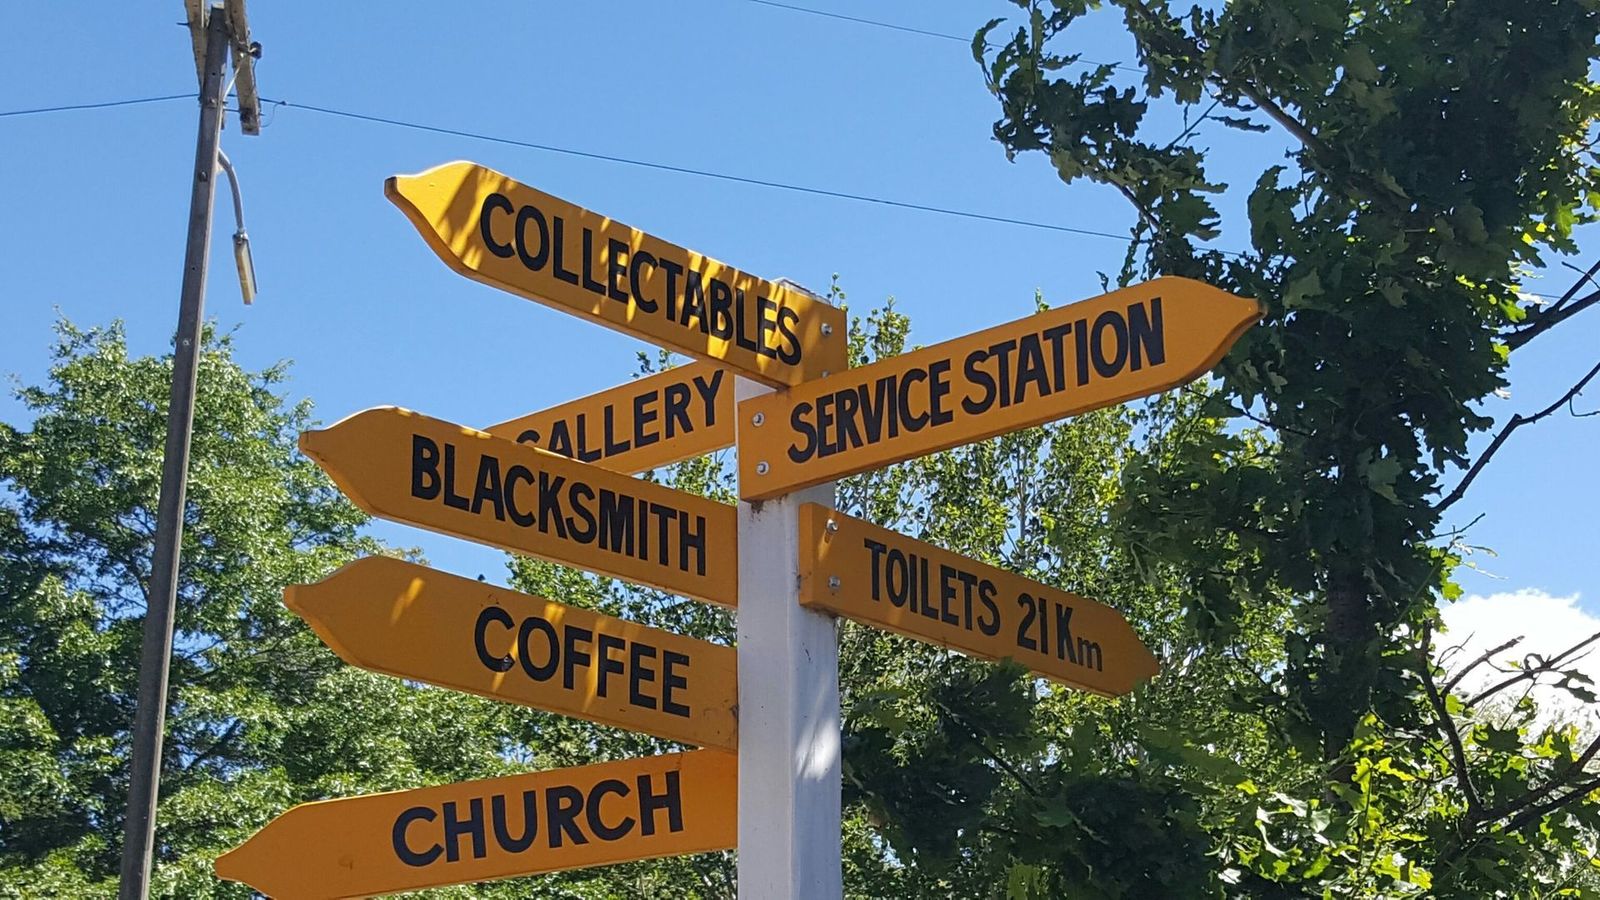 COLLECTABLES
SERVICE STATION
GALLERY
BLACKSMITH
TOILETS 21Km
COFFEE
CHURCH